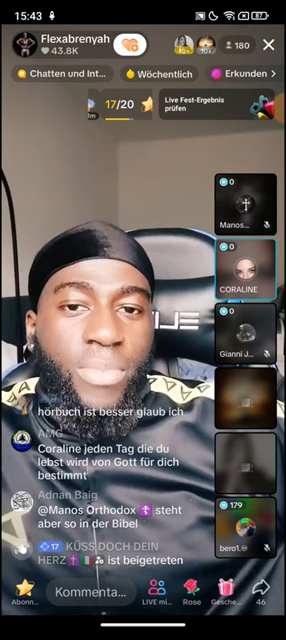 15:43
87
Flexabrenyah
43.8K
10+
180
Chatten und Int...
Wöchentlich
Erkunden
17/20
Live Fest-Ergebnis
prüfen
0
Manos...
0
CORALINE
0
Gianni J...
hörbuch ist besser glaub ich
AMG
Coraline jeden Tag die du
lebst wird von Gott für dich
bestimmt
Adnan Baig
@Manos Orthodox ☦️ steht
aber so in der Bibel
179
bero1.
17 KÜSS DOCH DEIN
HERZ ist beigetreten
Abonn...
Kommenta...
LIVE mi...
Rose
Gesche...
46